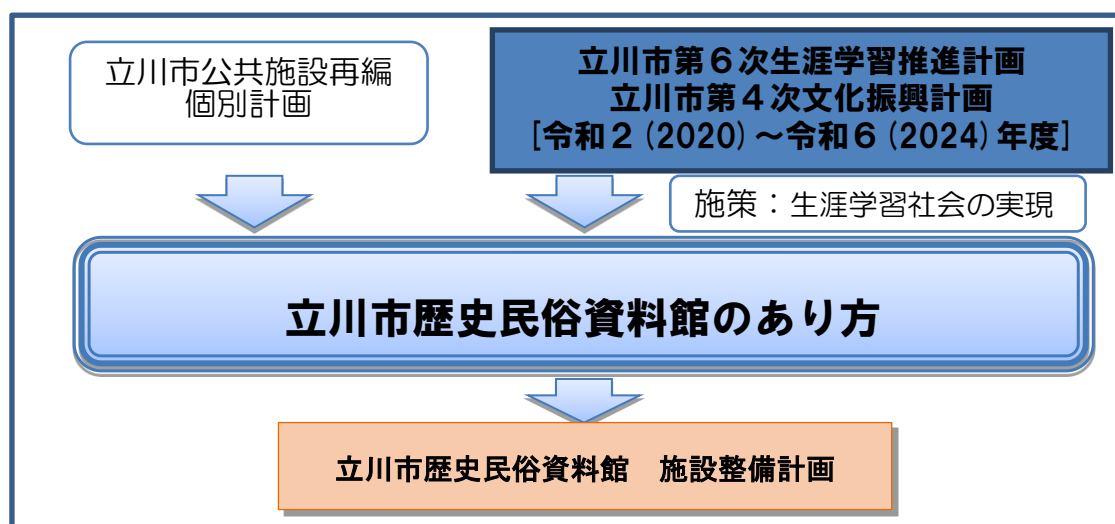 立川市公共施設再編
個別計画
立川市第６次生涯学習推進計画
立川市第４次文化振興計画
[令和２(2020)～令和６(2024)年度]
施策：生涯学習社会の実現
立川市歴史民俗資料館のあり方
立川市歴史民俗資料館　施設整備計画